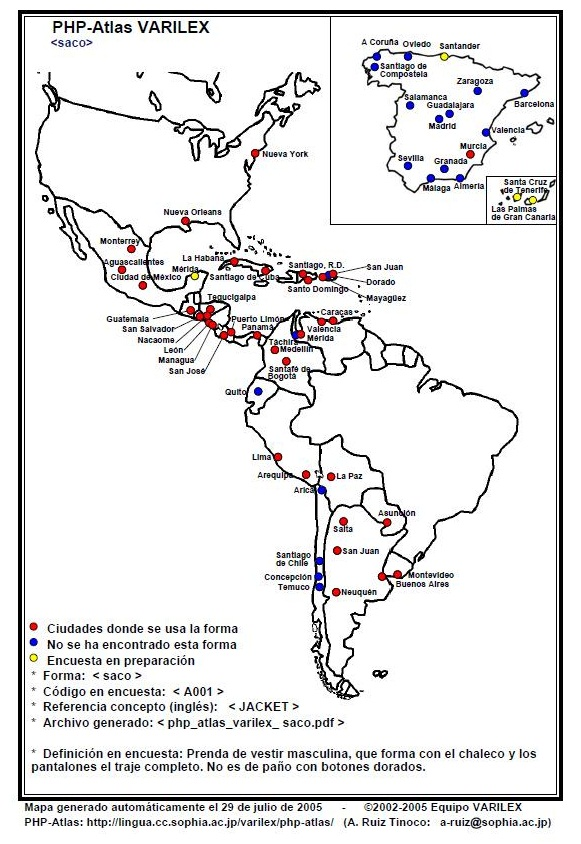 PHP-Atlas VARILEX
<saco>
A Coruña
Oviedo
Santander
Santiago de
Compostela
Zaragoza
Salamanca
Guadalajara
Barcelona
Madrid
Valencia
Murcia
Sevilla
Granada
Málaga
Almeria
Santa Cruz
de Tenerife
Las Palmas
de Gran Canaria
Nueva York
Nueva Orleans
Monterrey
La Habana
Aguascalientes
Mérida
Ciudad de México
Santiago de Cuba
Santiago, R.D.
San Juan
Dorado
Santo Domingo
Mayagüez
Tegucigalpa
Guatemala
Puerto Limón
Caracas
San Salvador
Panamá
Valencia
Nacaome
Mérida
León
Táchira
Medellín
Managua
San José
Santafé de
Bogotá
Quito
Lima
Arequipa
La Paz
Arica
Asunción
Salta
Santiago
de Chile
San Juan
Concepción
Montevideo
Buenos Aires
Temuco
Neuquén
Ciudades donde se usa la forma
No se ha encontrado esta forma
Encuesta en preparación
* Forma: < saco >
* Código en encuesta: < A001 >
* Referencia concepto (inglés): < JACKET >
* Archivo generado: < php_atlas_varilex_ saco.pdf >
* Definición en encuesta: Prenda de vestir masculina, que forma con el chaleco y los
pantalones el traje completo. No es de paño con botones dorados.
Mapa generado automáticamente el 29 de julio de 2005 - ©2002-2005 Equipo VARILEX
PHP-Atlas: http://lingua.cc.sophia.ac.jp/varilex/php-atlas/ (A. Ruiz Tinoco: a-ruiz@sophia.ac.jp)